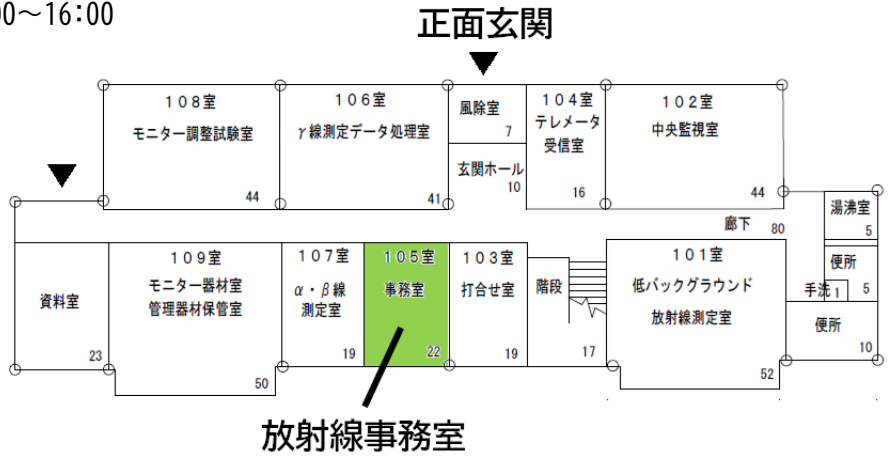 00～16:00
正面玄関
108室
モニター調整試験室
44
106室
γ線測定データ処理室
41
風除室
7
玄関ホール
10
104室
テレメータ
受信室
16
102室
中央監視室
44
廊下 80
湯沸室
5
便所
5
手洗 1
便所
10
資料室
23
109室
モニター器材室
管理器材保管室
50
107室
α・β線
測定室
19
105室
事務室
22
103室
打合せ室
19
階段
17
101室
低バックグラウンド
放射線測定室
52
放射線事務室